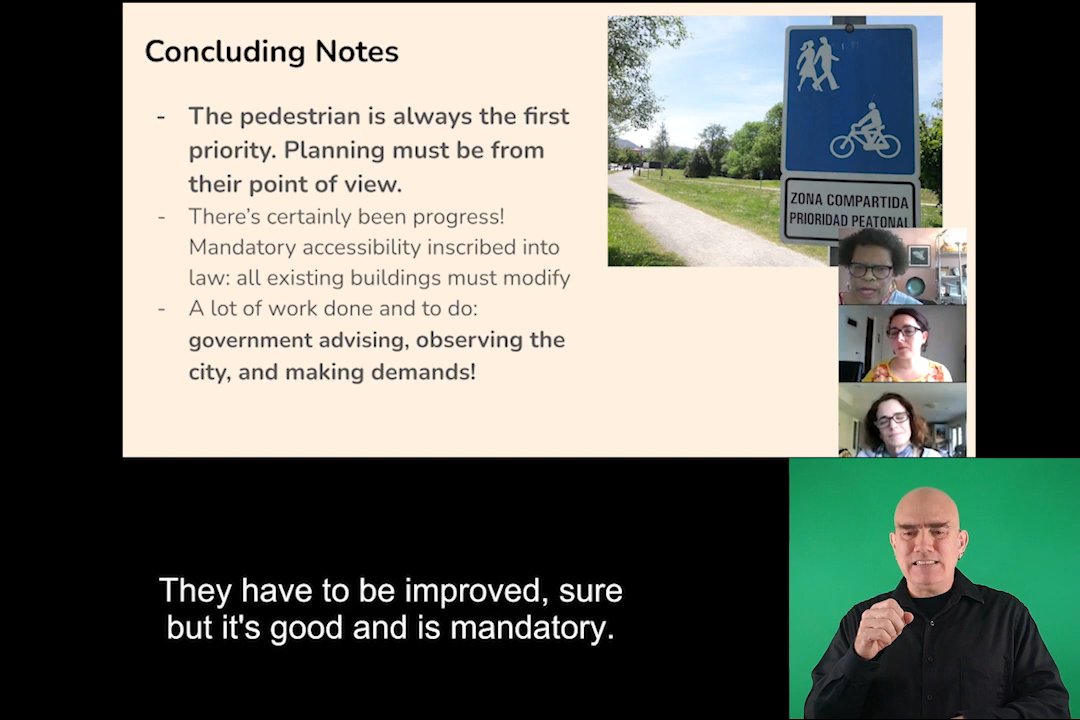 Concluding Notes
- The pedestrian is always the first
priority. Planning must be from
their point of view.
- There's certainly been progress!
Mandatory accessibility inscribed into
law: all existing buildings must modify
- A lot of work done and to do:
government advising, observing the
city, and making demands!
ZONA COMPARTIDA
PRIORIDAD PEATONAL
They have to be improved, sure
but it's good and is mandatory.